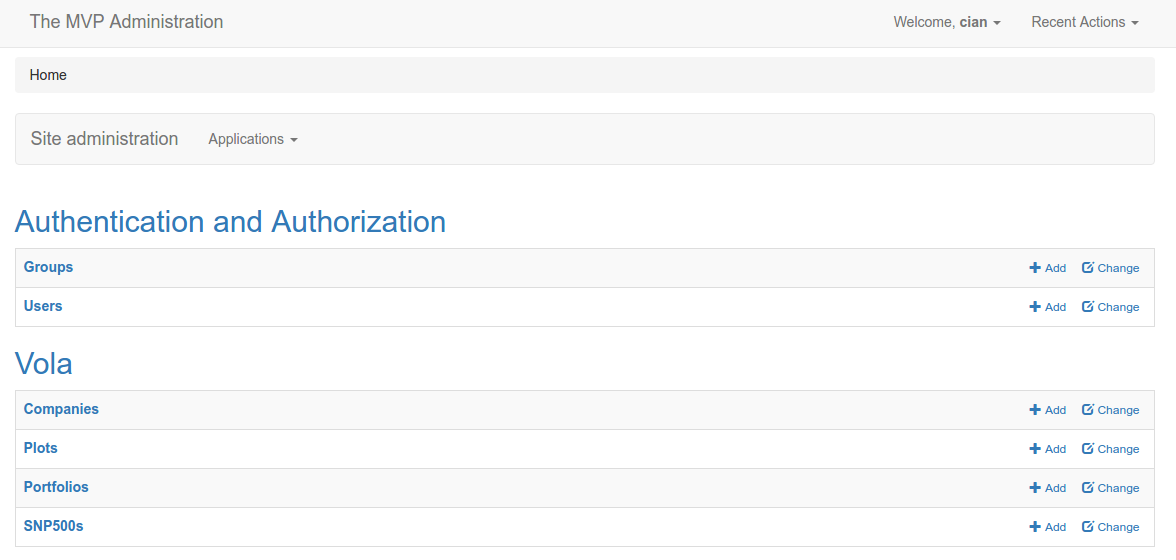 The MVP Administration Welcome, cian Recent Actions
Home
Site administration Applications
Authentication and Authorization
Groups Add Change
Users Add Change
Vola
Companies Add Change
Plots Add Change
Portfolios Add Change
SNP500s Add Change